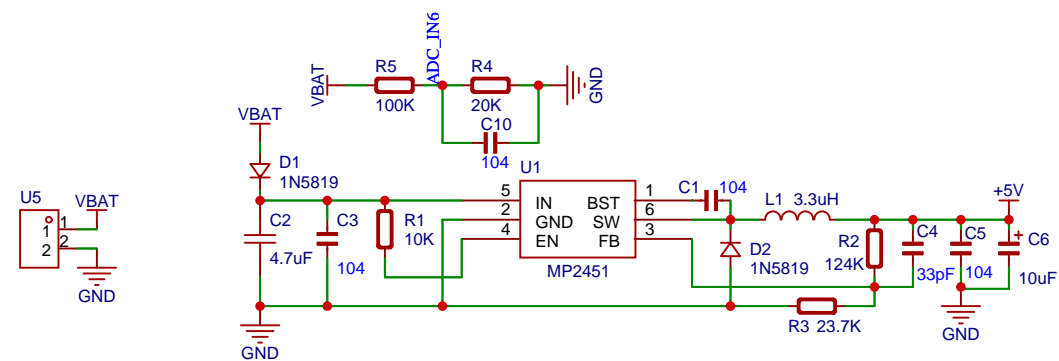 ADC_IN6
VBAT
R5
100K
R4
20K
GND
C10
104
VBAT
D1
1N5819
U1
U5
VBAT
1
1
2
2
GND
C2
4.7uF
C3
104
R1
10K
5
2
4
IN
GND
EN
BST
SW
FB
1
6
3
MP2451
C1
104
L1 3.3uH
D2
1N5819
R2
124K
C4
33pF
C5
104
+5V
+
C6
10uF
R3 23.7K
GND
GND